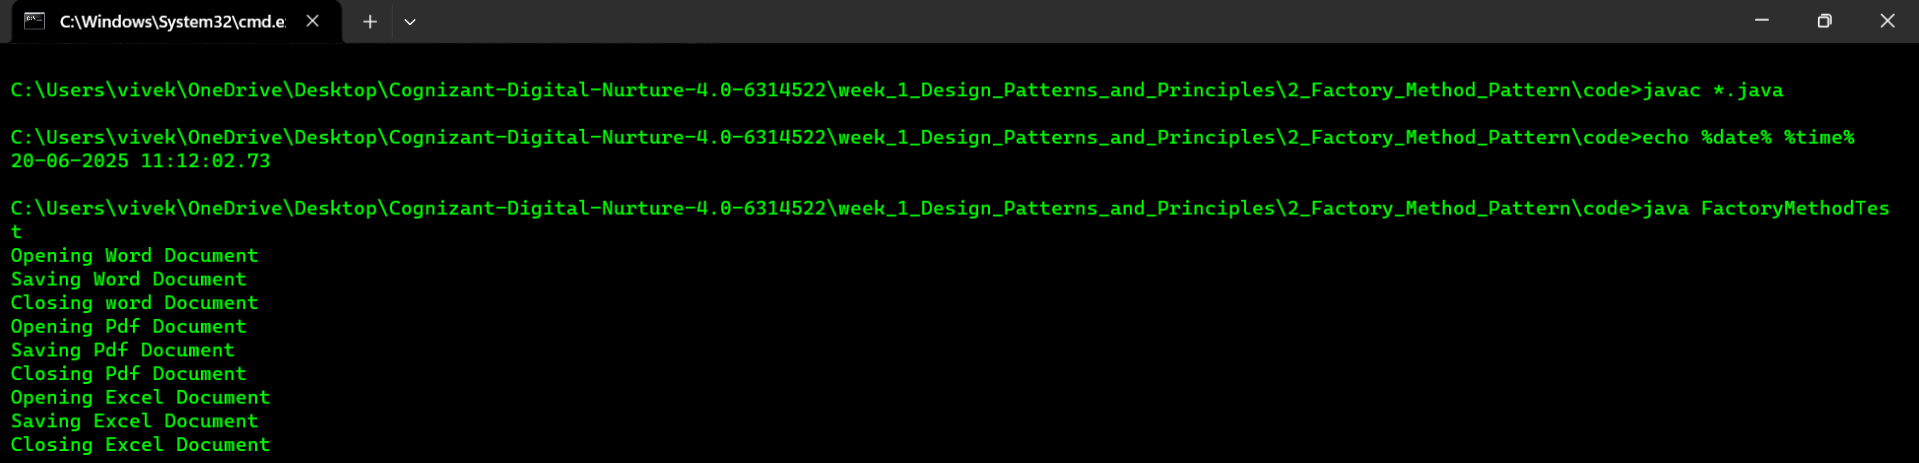 C:\Windows\System32\cmd.e
C:\Users\vivek\OneDrive\Desktop\Cognizant-Digital-Nurture-4.0-6314522\week_1_Design_Patterns_and_Principles\2_Factory_Method_Pattern\code>javac *.java
C:\Users\vivek\OneDrive\Desktop\Cognizant-Digital-Nurture-4.0-6314522\week_1_Design_Patterns_and_Principles\2_Factory_Method_Pattern\code>echo %date% %time%
20-06-2025 11:12:02.73
C:\Users\vivek\OneDrive\Desktop\Cognizant-Digital-Nurture-4.0-6314522\week_1_Design_Patterns_and_Principles\2_Factory_Method_Pattern\code>java FactoryMethodTes
t
Opening Word Document
Saving Word Document
Closing word Document
Opening Pdf Document
Saving Pdf Document
Closing Pdf Document
Opening Excel Document
Saving Excel Document
Closing Excel Document